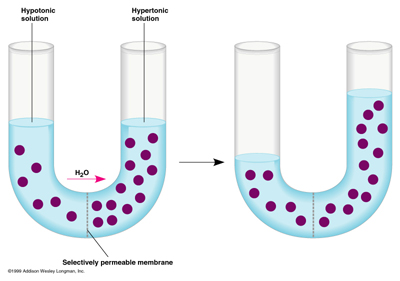 Hypotonic
solution
Hypertonic
solution
H₂O
Selectively permeable membrane
©1999 Addison Wesley Longman, Inc.